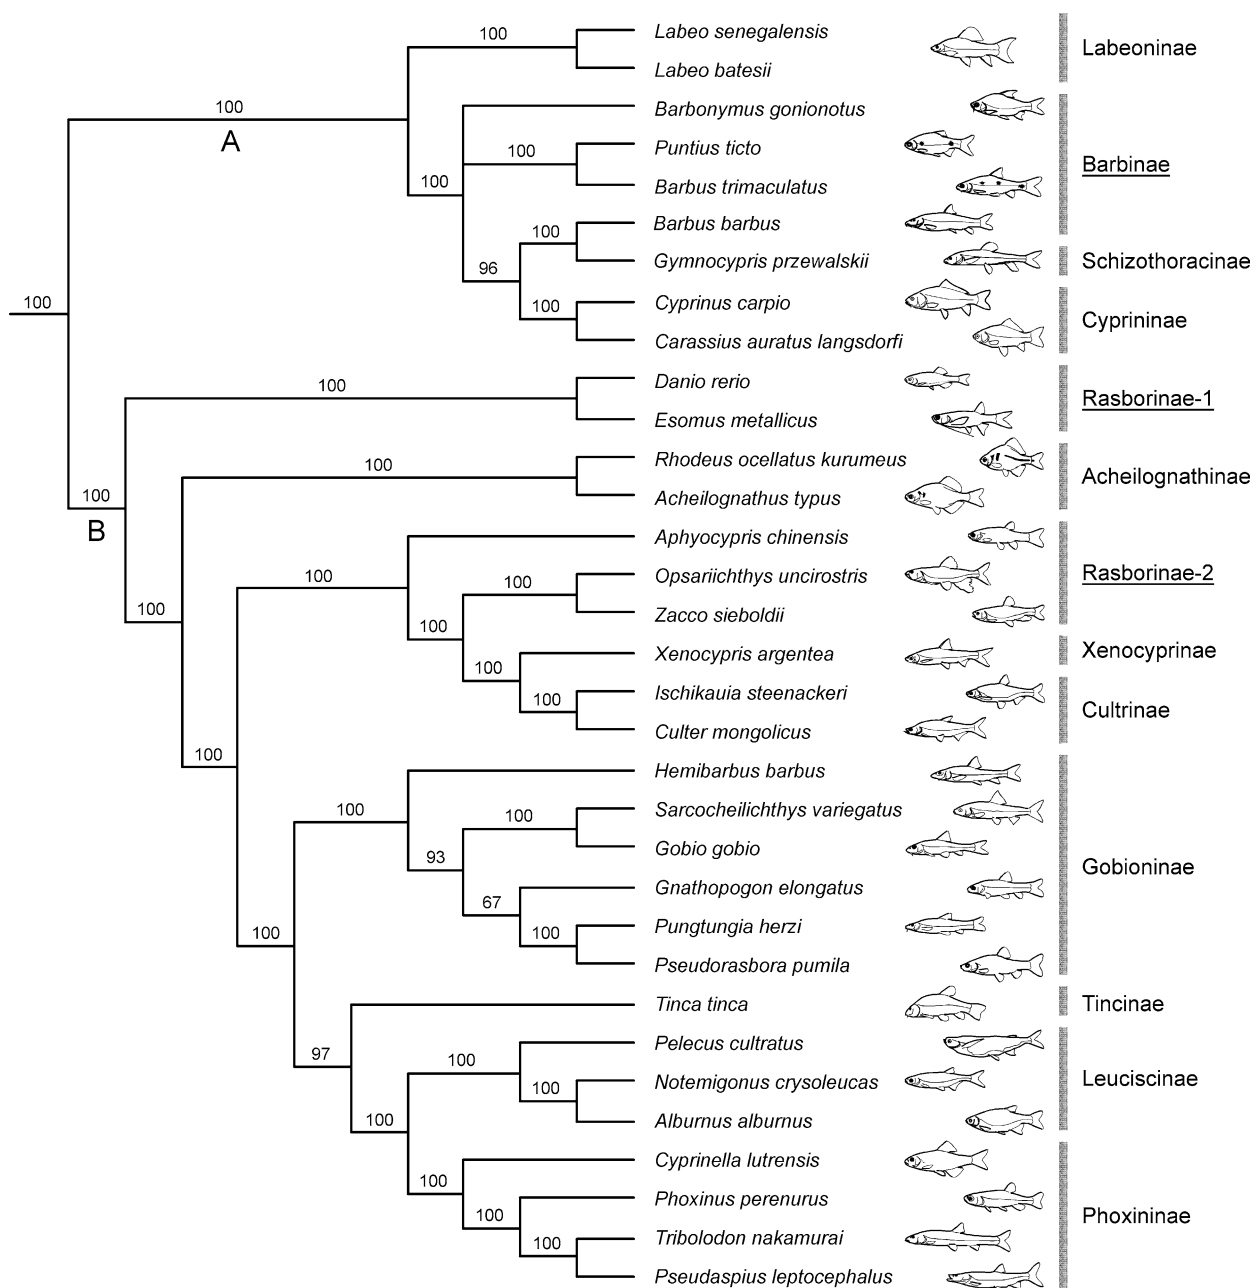 100
Labeo senegalensis
Labeoninae
Labeo batesii
100
A
Barbonymus gonionotus
100
Puntius ticto
Barbinae
100
Barbus trimaculatus
100
Barbus barbus
96
Gymnocypris przewalskii
Schizothoracinae
100
100
Cyprinus carpio
Cyprininae
Carassius auratus langsdorfi
100
Danio rerio
Rasborinae-1
Esomus metallicus
100
Rhodeus ocellatus kurumeus
Acheilognathinae
100
B
Acheilognathus typus
Aphyocypris chinensis
100
100
Opsariichthys uncirostris
Rasborinae-2
100
Zacco sieboldii
100
100
Xenocypris argentea
Xenocyprinae
100
Ischikauia steenackeri
Cultrinae
Culter mongolicus
100
Hemibarbus barbus
100
100
Sarcocheilichthys variegatus
93
Gobio gobio
Gobioninae
67
Gnathopogon elongatus
100
100
Pungtungia herzi
Pseudorasbora pumila
Tinca tinca
Tincinae
97
100
Pelecus cultratus
100
Notemigonus crysoleucas
Leuciscinae
100
Alburnus alburnus
100
Cyprinella lutrensis
100
Phoxinus perenurus
Phoxininae
100
Tribolodon nakamurai
Pseudaspius leptocephalus